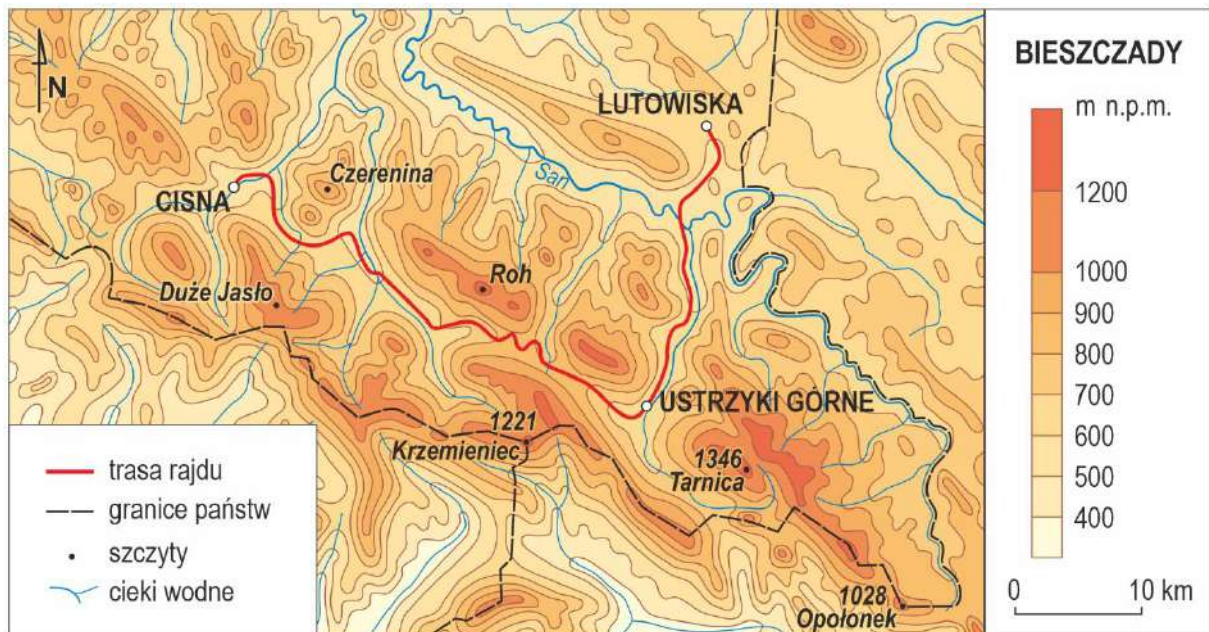 N
CISNA
Czerenina
LUTOWISKA
San
Roh
Duże Jasło
USTRZYKI GÓRNE
1221
Krzemieniec
1346
Tarnica
1028
Opołonek
trasa rajdu
granice państw
szczyty
cieki wodne
BIESZCZADY
m n.p.m.
1200
1000
900
800
700
600
500
400
0 10 km